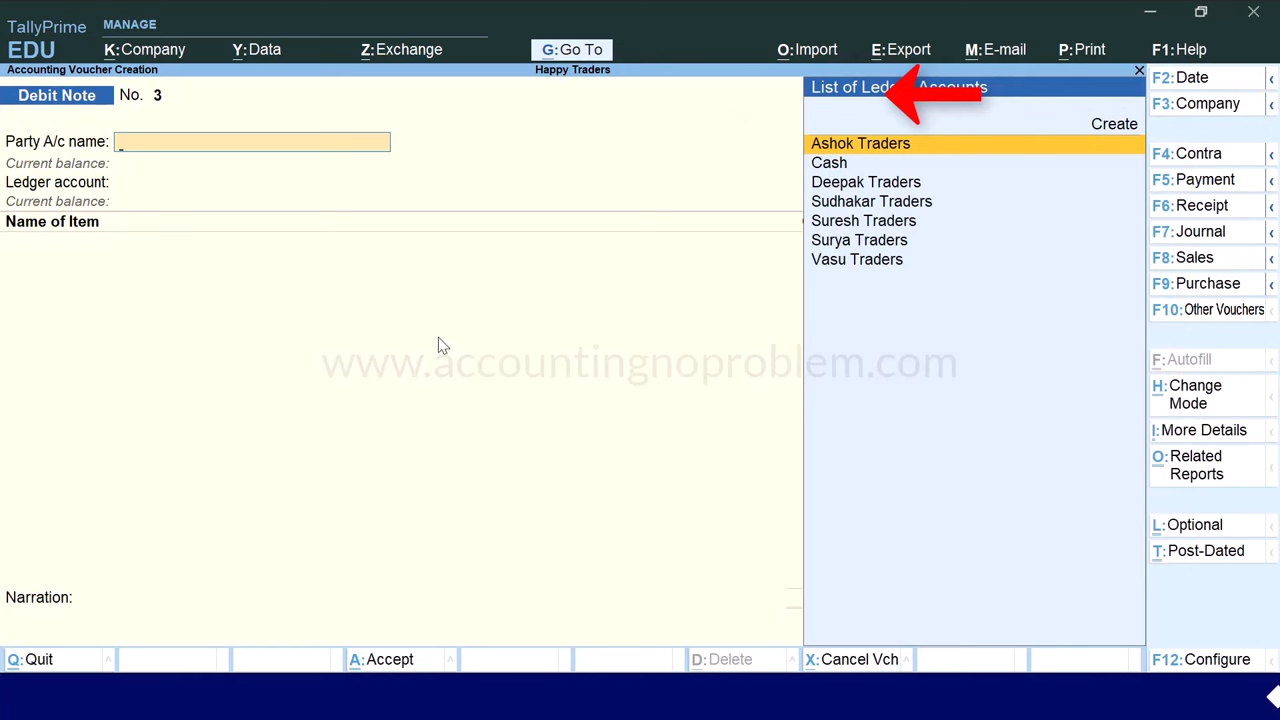 TallyPrime
EDU
MANAGE
K:Company
Y:Data
Z:Exchange
G:Go To
O:Import
E:Export
M:E-mail
P:Print
F1:Help
Accounting Voucher Creation
Happy Traders
Debit Note No. 3
Party A/c name:
Current balance:
Ledger account:
Current balance:
Name of Item
Narration:
List of Accounts
Create
Ashok Traders
Cash
Deepak Traders
Sudhakar Traders
Suresh Traders
Surya Traders
Vasu Traders
www.accountingnoproblem.com
F2:Date
F3:Company
F4:Contra
F5:Payment
F6:Receipt
F7:Journal
F8:Sales
F9:Purchase
F10:Other Vouchers
F:Autofill
H:Change
Mode
I:More Details
O:Related
Reports
L:Optional
T:Post-Dated
Q:Quit
A:Accept
D:Delete
X:Cancel Vch
F12:Configure